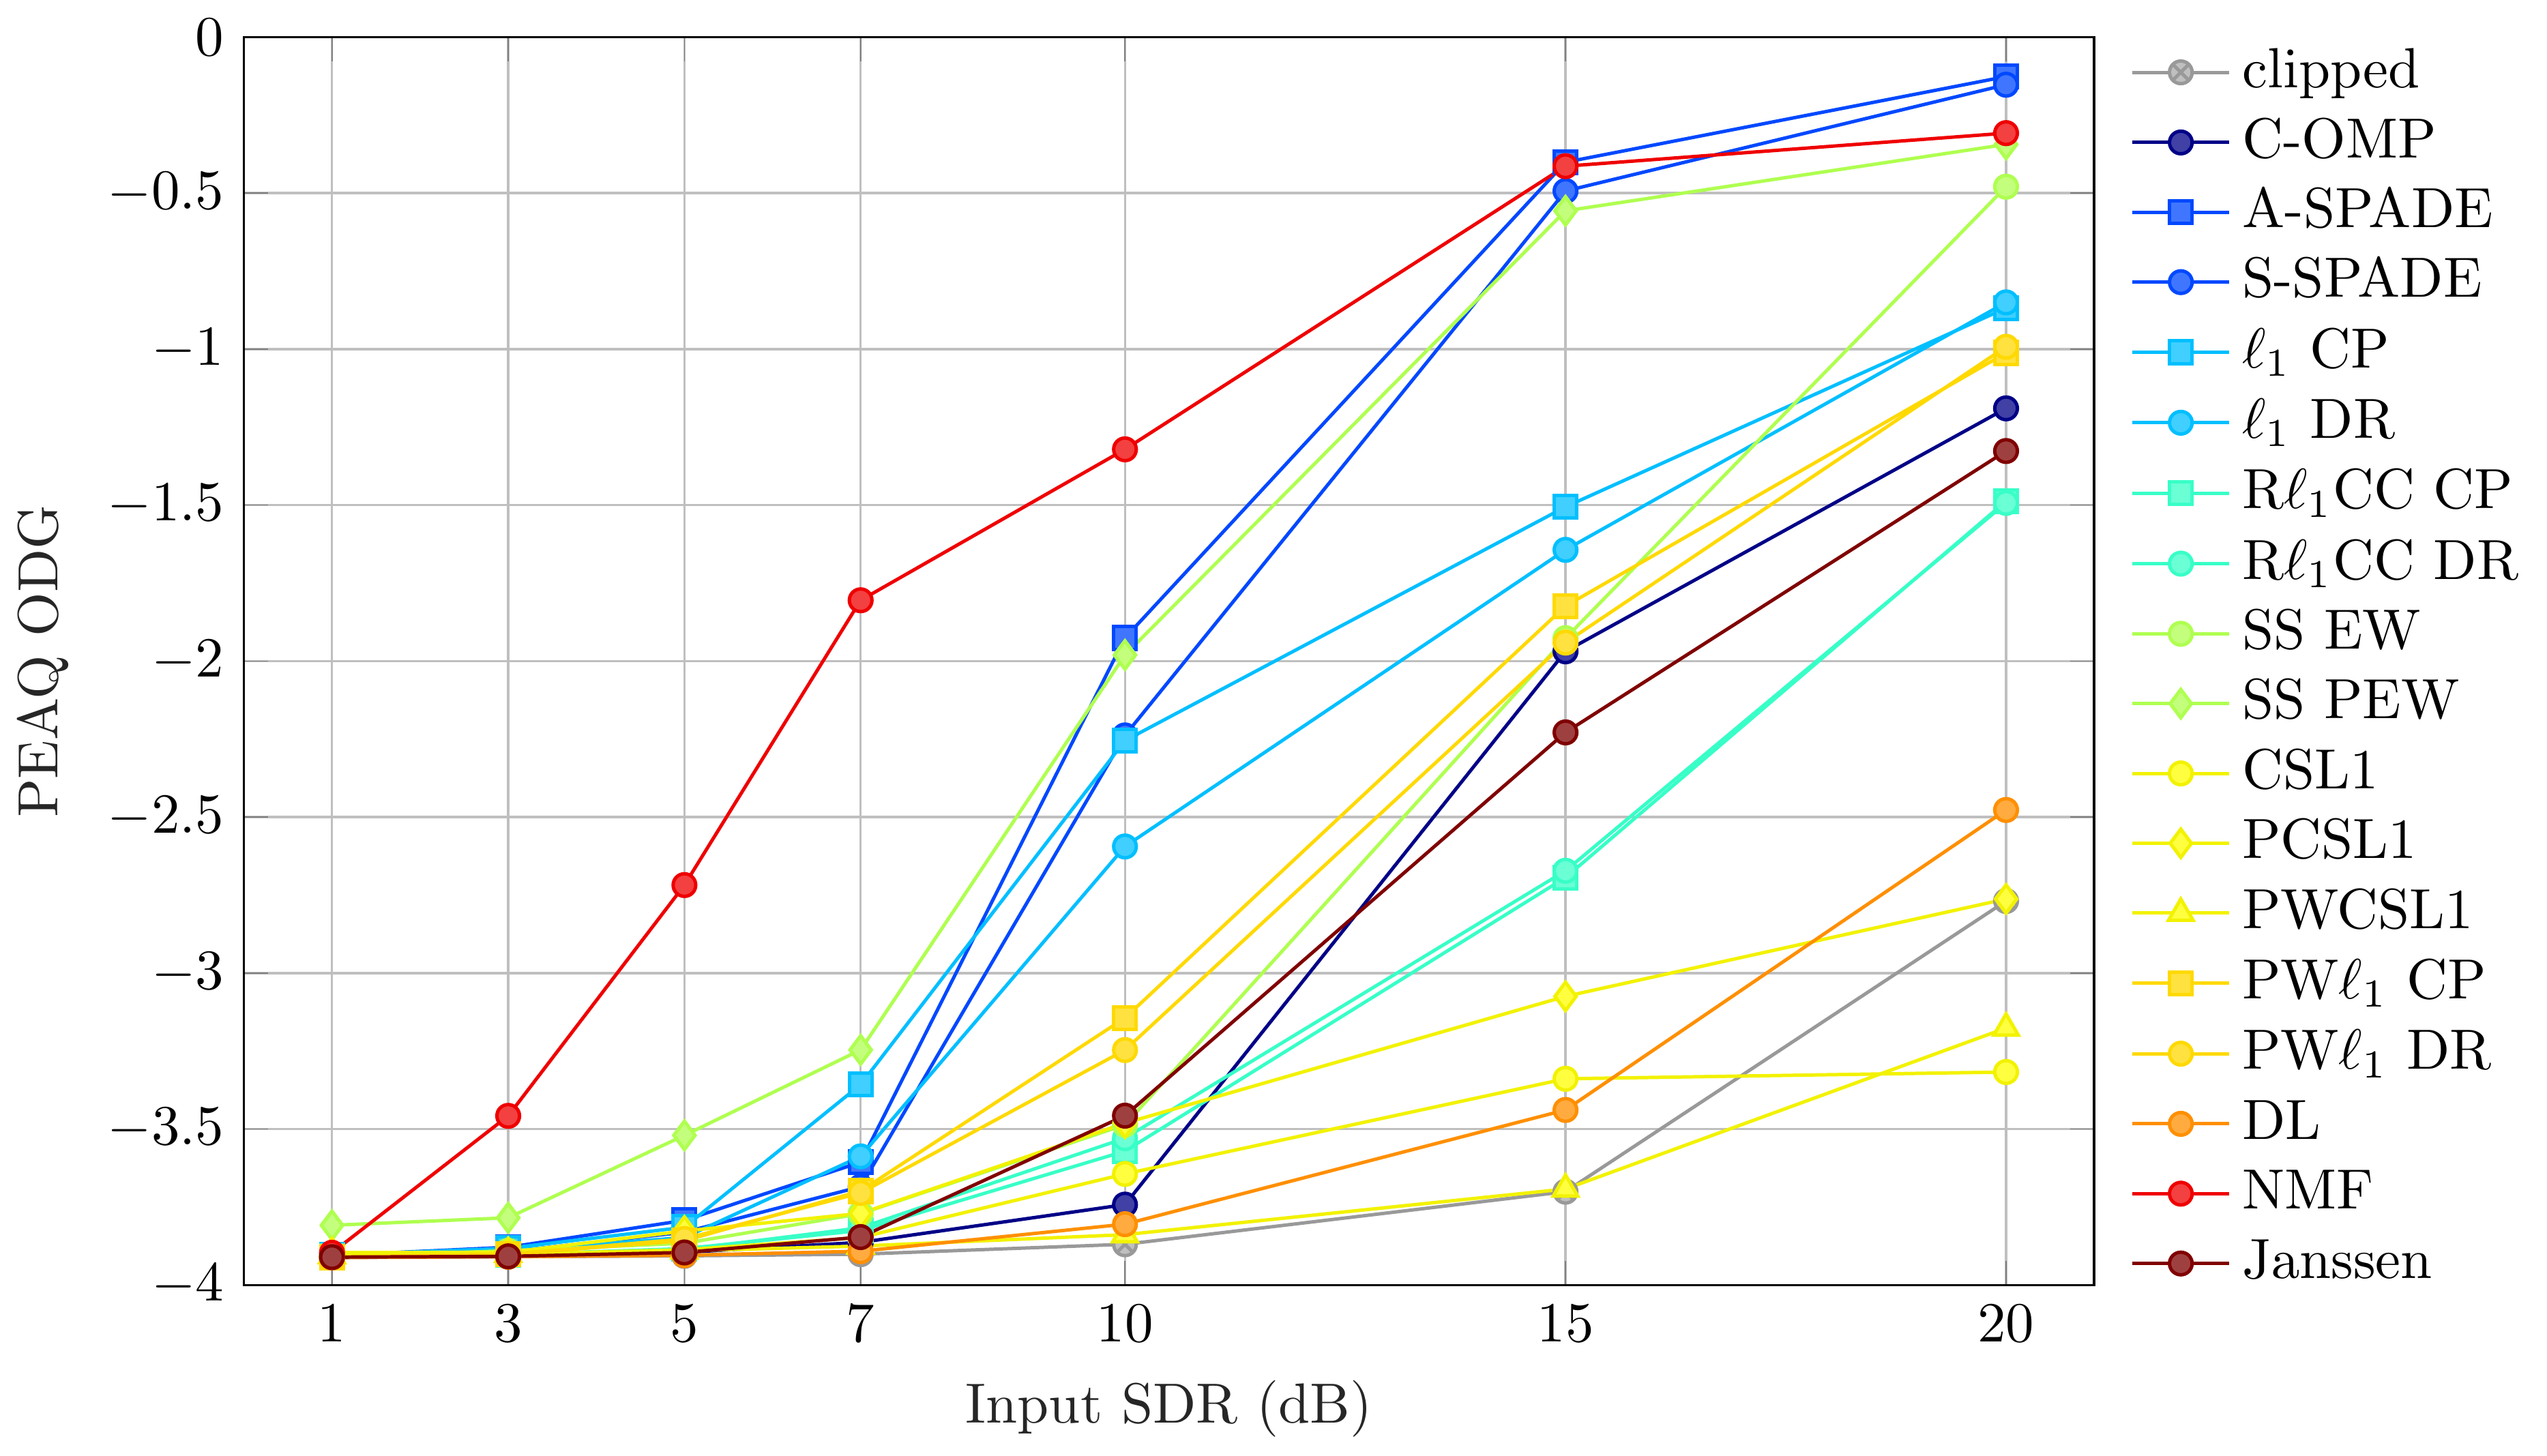 0
−0.5
−1
−1.5
−2
−2.5
−3
−3.5
−4
PEAQ ODG
1 3 5 7 10 15 20
Input SDR (dB)
clipped
C-OMP
A-SPADE
S-SPADE
ℓ₁ CP
ℓ₁ DR
Rℓ₁CC CP
Rℓ₁CC DR
SS EW
SS PEW
CSL1
PCSL1
PWCSL1
PWℓ₁ CP
PWℓ₁ DR
DL
NMF
Janssen